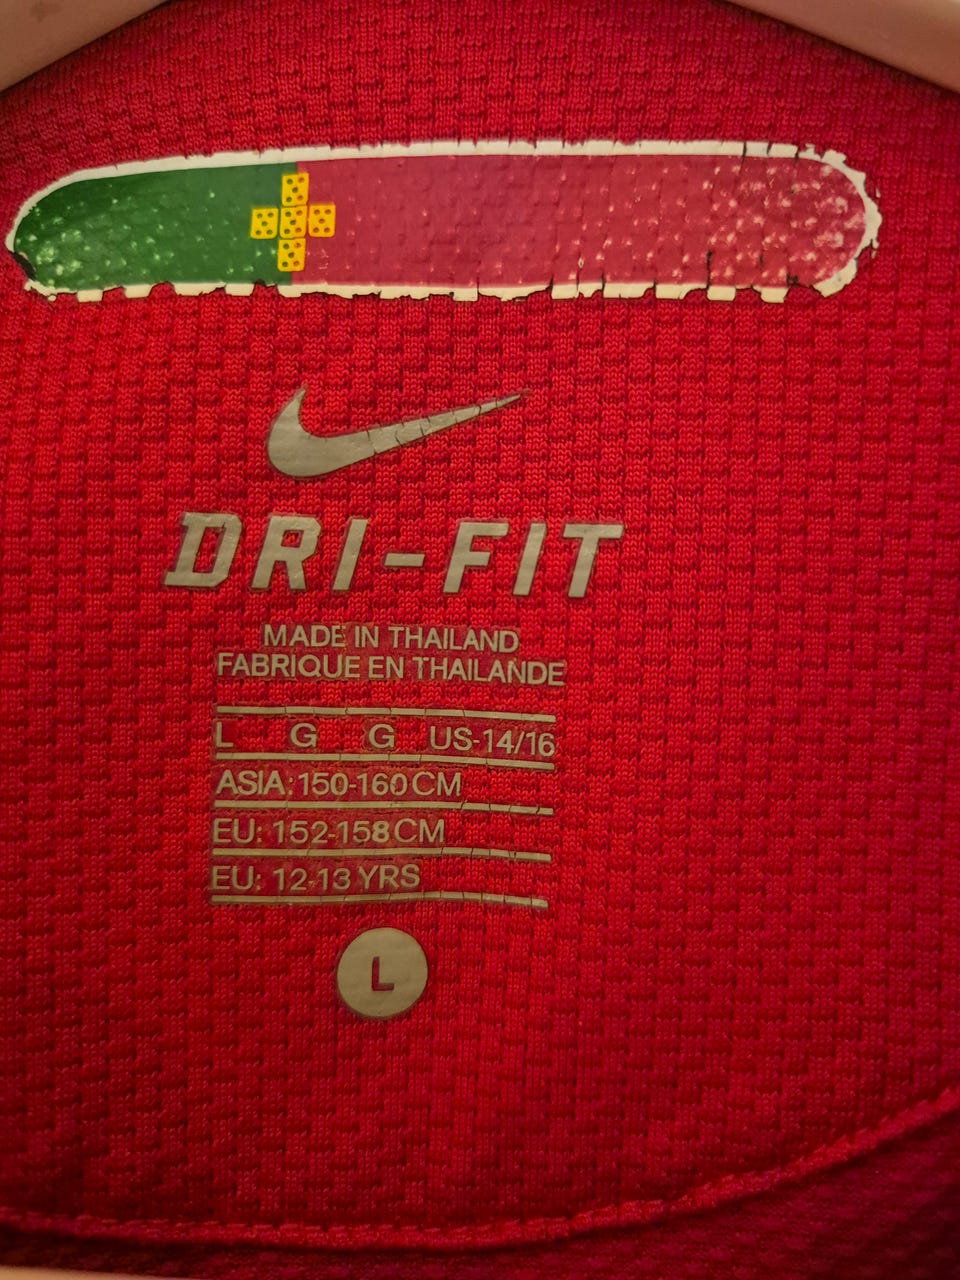 DRI-FIT
MADE IN THAILAND
FABRIQUE EN THAILANDE
L G G US-14/16
ASIA: 150-160 CM
EU: 152-158 CM
EU: 12-13 YRS
L